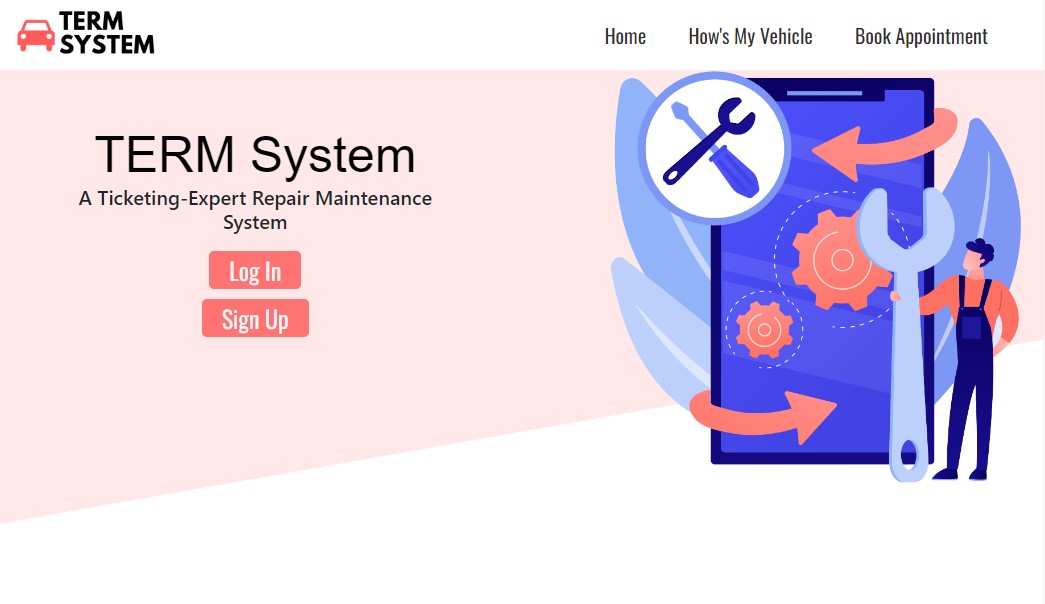 TERM
SYSTEM
Home
How's My Vehicle
Book Appointment
TERM System
A Ticketing-Expert Repair Maintenance
System
Log In
Sign Up